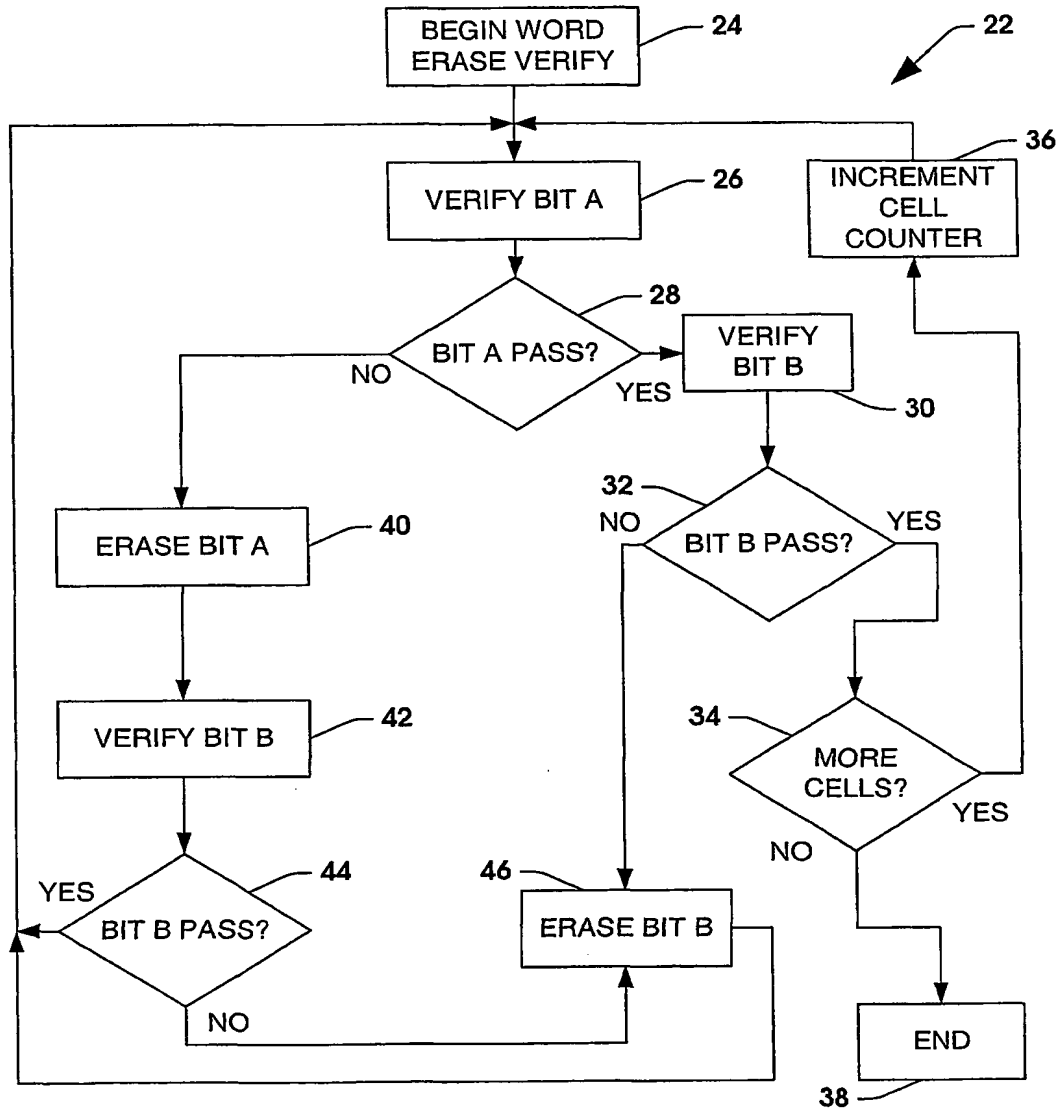 BEGIN WORD
ERASE VERIFY
24
22
VERIFY BIT A
26
36
INCREMENT
CELL
COUNTER
28
BIT A PASS?
NO
YES
VERIFY
BIT B
30
32
NO
YES
BIT B PASS?
40
ERASE BIT A
42
VERIFY BIT B
34
MORE
CELLS?
YES
NO
44
YES
BIT B PASS?
NO
46
ERASE BIT B
END
38